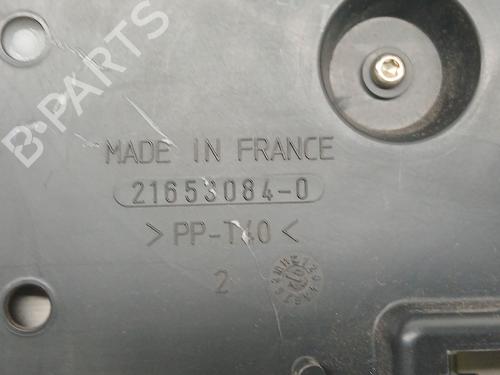 B-PARTS
MADE IN FRANCE
21653084-0
>PP-T40<
2